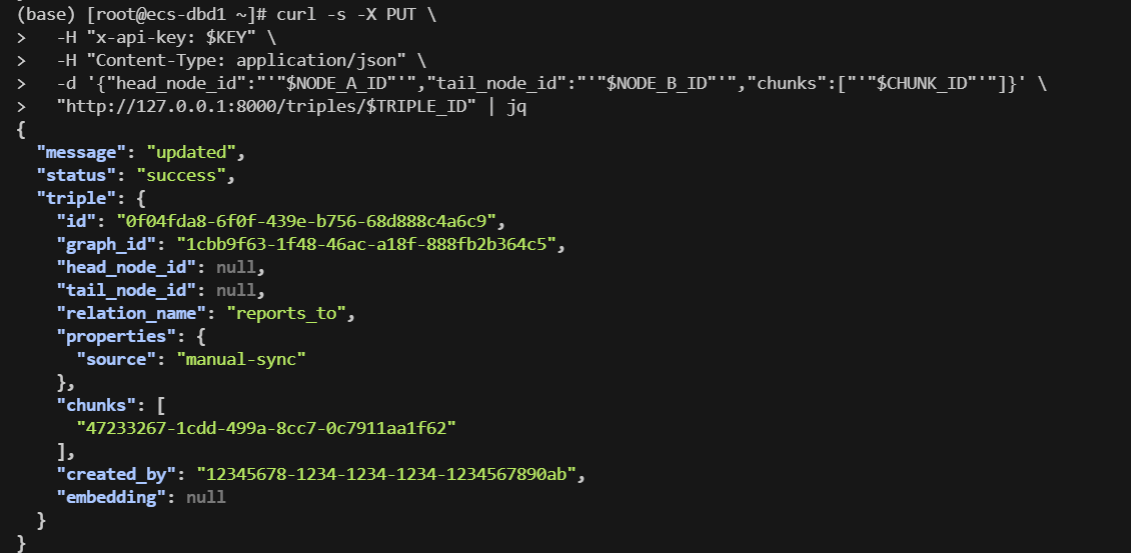 (base) [root@ecs-dbd1 ~]# curl -s -X PUT \
>   -H "x-api-key: $KEY" \
>   -H "Content-Type: application/json" \
>   -d '{"head_node_id":"'"$NODE_A_ID"'","tail_node_id":"'"$NODE_B_ID"'","chunks":["'"$CHUNK_ID"'"]}' \
>   "http://127.0.0.1:8000/triples/$TRIPLE_ID" | jq
{
  "message": "updated",
  "status": "success",
  "triple": {
    "id": "0f04fda8-6f0f-439e-b756-68d888c4a6c9",
    "graph_id": "1cbb9f63-1f48-46ac-a18f-888fb2b364c5",
    "head_node_id": null,
    "tail_node_id": null,
    "relation_name": "reports_to",
    "properties": {
      "source": "manual-sync"
    },
    "chunks": [
      "47233267-1cdd-499a-8cc7-0c7911aa1f62"
    ],
    "created_by": "12345678-1234-1234-1234-1234567890ab",
    "embedding": null
  }
}